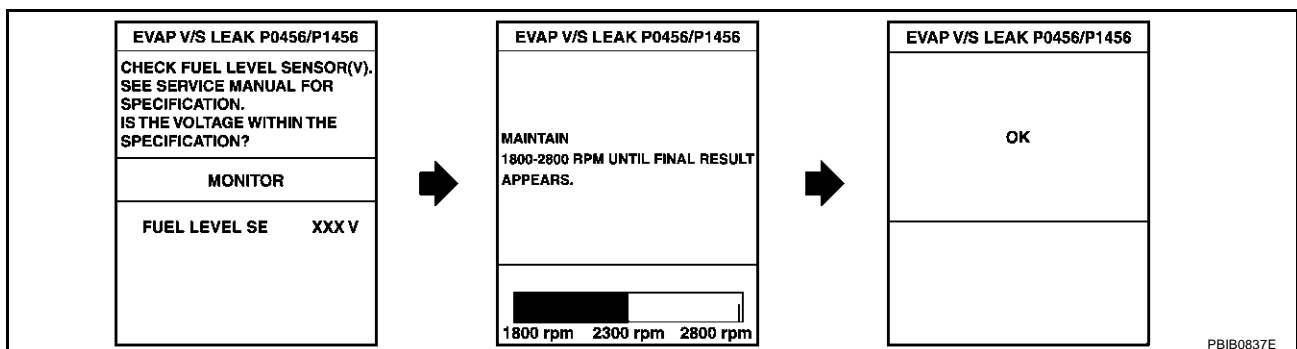 EVAP V/S LEAK P0456/P1456
CHECK FUEL LEVEL SENSOR(V).
SEE SERVICE MANUAL FOR
SPECIFICATION.
IS THE VOLTAGE WITHIN THE
SPECIFICATION?
MONITOR
FUEL LEVEL SE XXX V
EVAP V/S LEAK P0456/P1456
MAINTAIN
1800-2800 RPM UNTIL FINAL RESULT
APPEARS.
1800 rpm 2300 rpm 2800 rpm
EVAP V/S LEAK P0456/P1456
OK
PBIB0837E